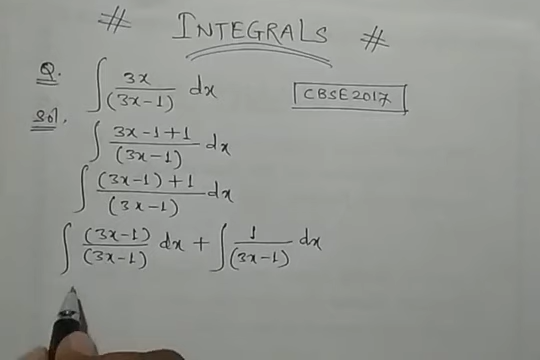 # INTEGRALS #
Q. ∫ 3x/(3x-1) dx
CBSE 2017
Sol. ∫ 3x-1+1/(3x-1) dx
∫ (3x-1)+1/(3x-1) dx
∫ (3x-1)/(3x-1) dx + ∫ 1/(3x-1) dx